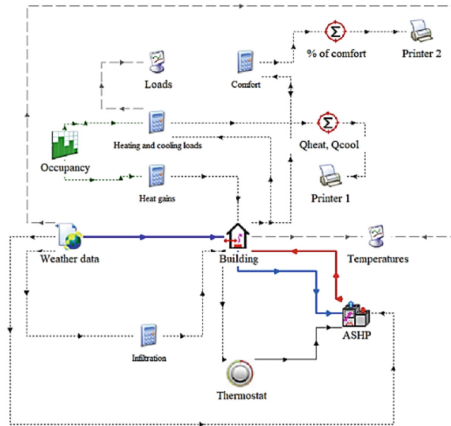 % of comfort
Printer 2
Loads
Comfort
Heating and cooling loads
Qheat, Qcool
Occupancy
Heat gains
Printer 1
Weather data
Building
Temperatures
Infiltration
ASHP
Thermostat